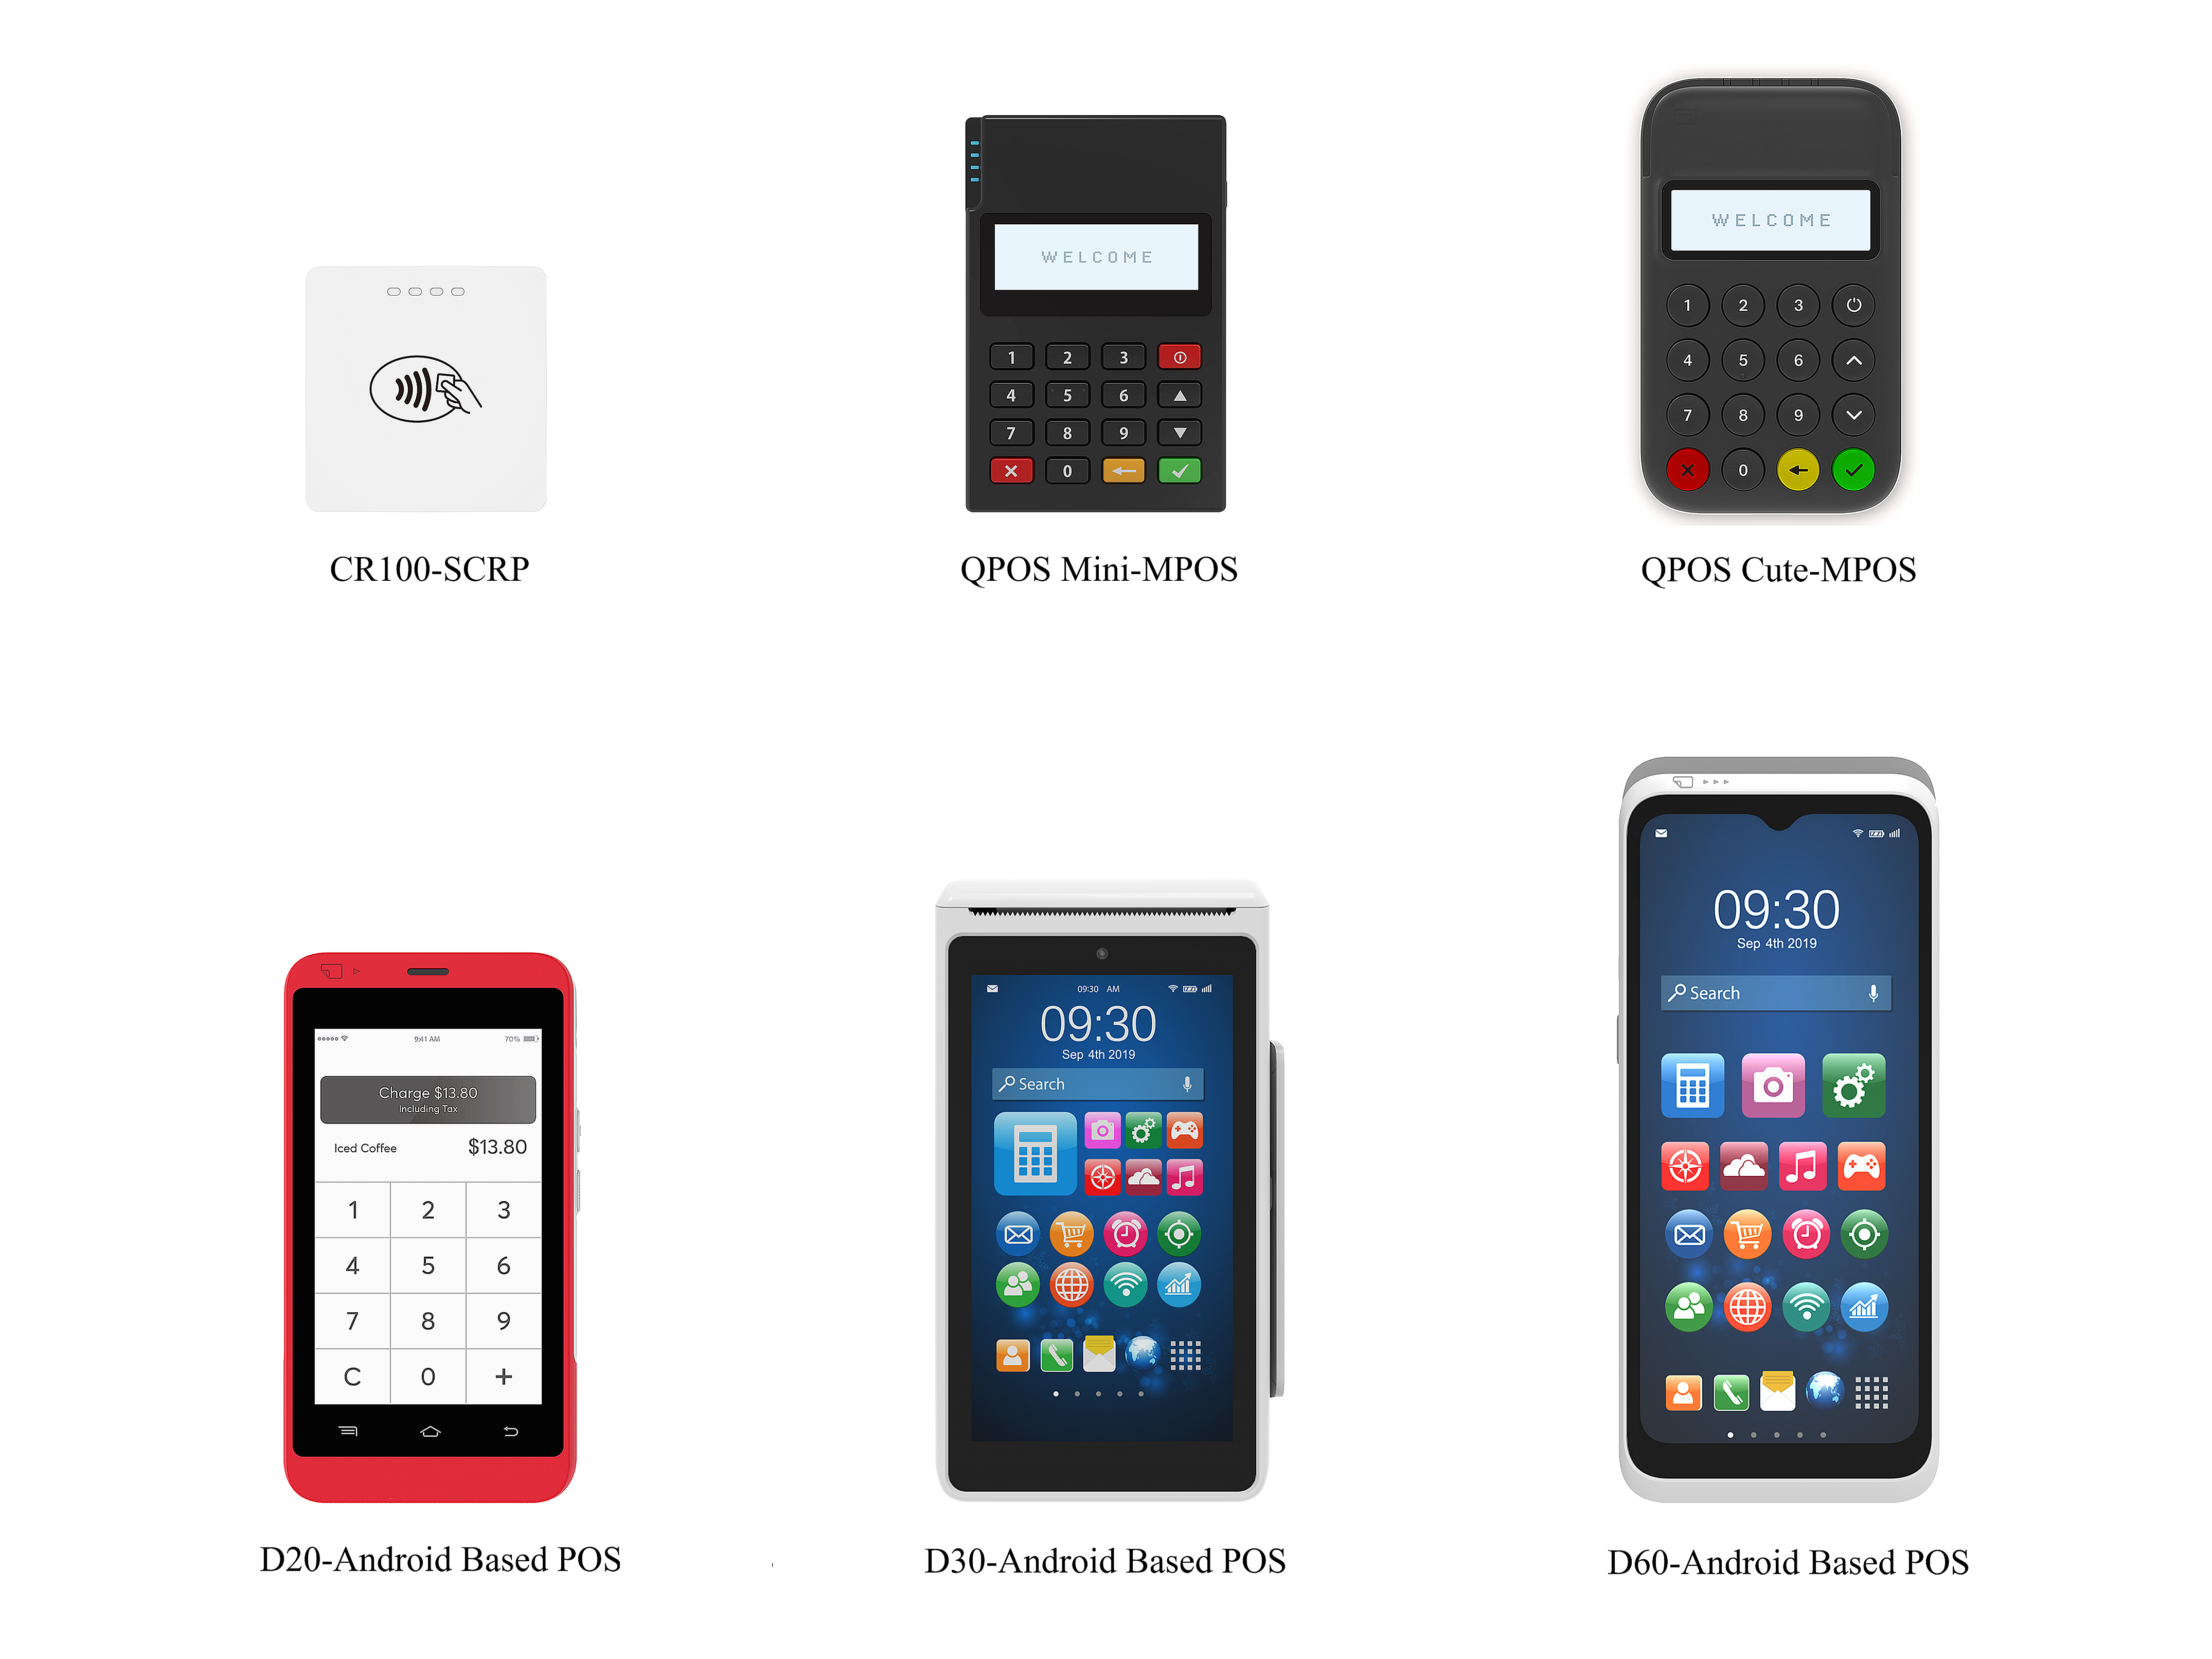 WELCOME
1 2 3
4 5 6
7 8 9
0
WELCOME
1 2 3
4 5 6
7 8 9
0
CR100-SCRP
QPOS Mini-MPOS
QPOS Cute-MPOS
9:41 AM 70%
Charge $13.80
Including Tax
Iced Coffee $13.80
1 2 3
4 5 6
7 8 9
C 0 +
09:30 AM
09:30
Sep 4th 2019
Search
09:30
Sep 4th 2019
Search
D20-Android Based POS
D30-Android Based POS
D60-Android Based POS